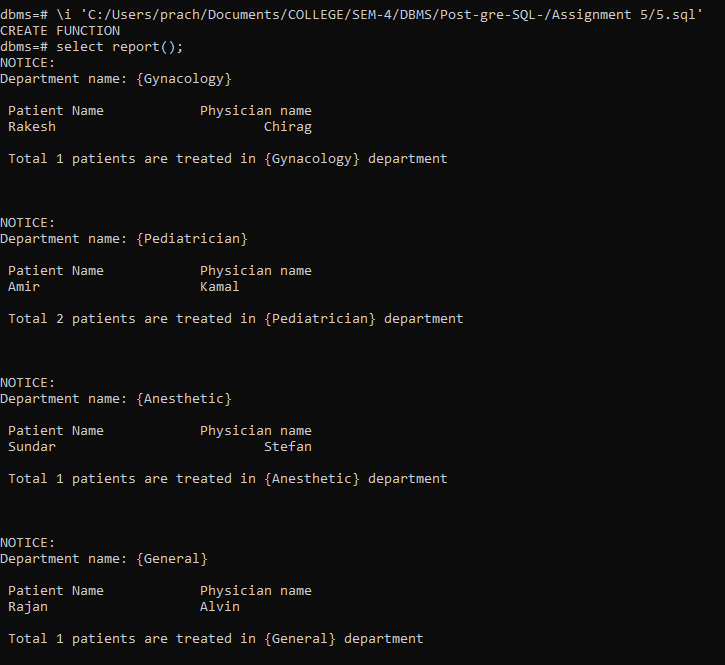 dbms=# \i 'C:/Users/prach/Documents/COLLEGE/SEM-4/DBMS/Post-gre-SQL-/Assignment 5/5.sql'
CREATE FUNCTION
dbms=# select report();
NOTICE:
Department name: {Gynacology}
Patient Name            Physician name
Rakesh                          Chirag
Total 1 patients are treated in {Gynacology} department
NOTICE:
Department name: {Pediatrician}
Patient Name            Physician name
Amir                    Kamal
Total 2 patients are treated in {Pediatrician} department
NOTICE:
Department name: {Anesthetic}
Patient Name            Physician name
Sundar                          Stefan
Total 1 patients are treated in {Anesthetic} department
NOTICE:
Department name: {General}
Patient Name            Physician name
Rajan                   Alvin
Total 1 patients are treated in {General} department